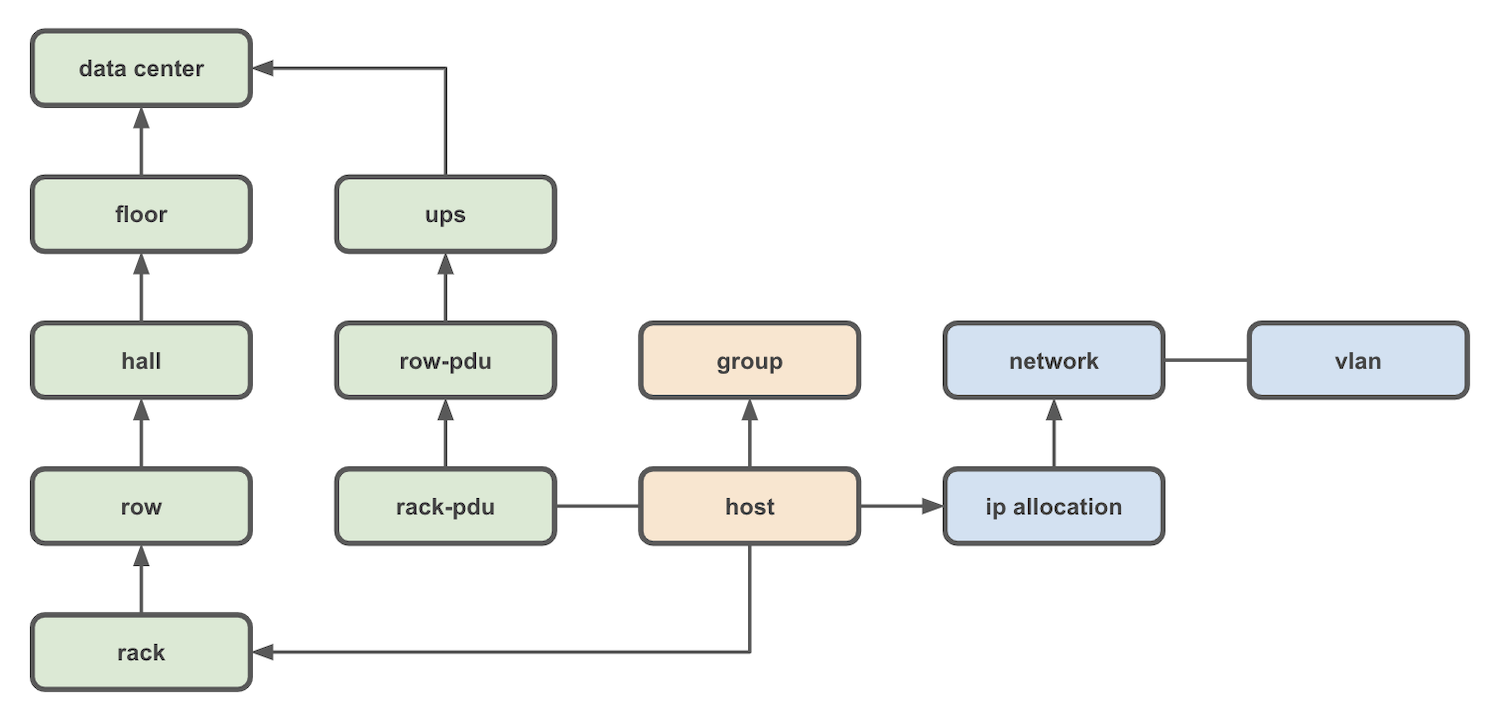 data center
floor
ups
hall
row-pdu
group
network
vlan
row
rack-pdu
host
ip allocation
rack